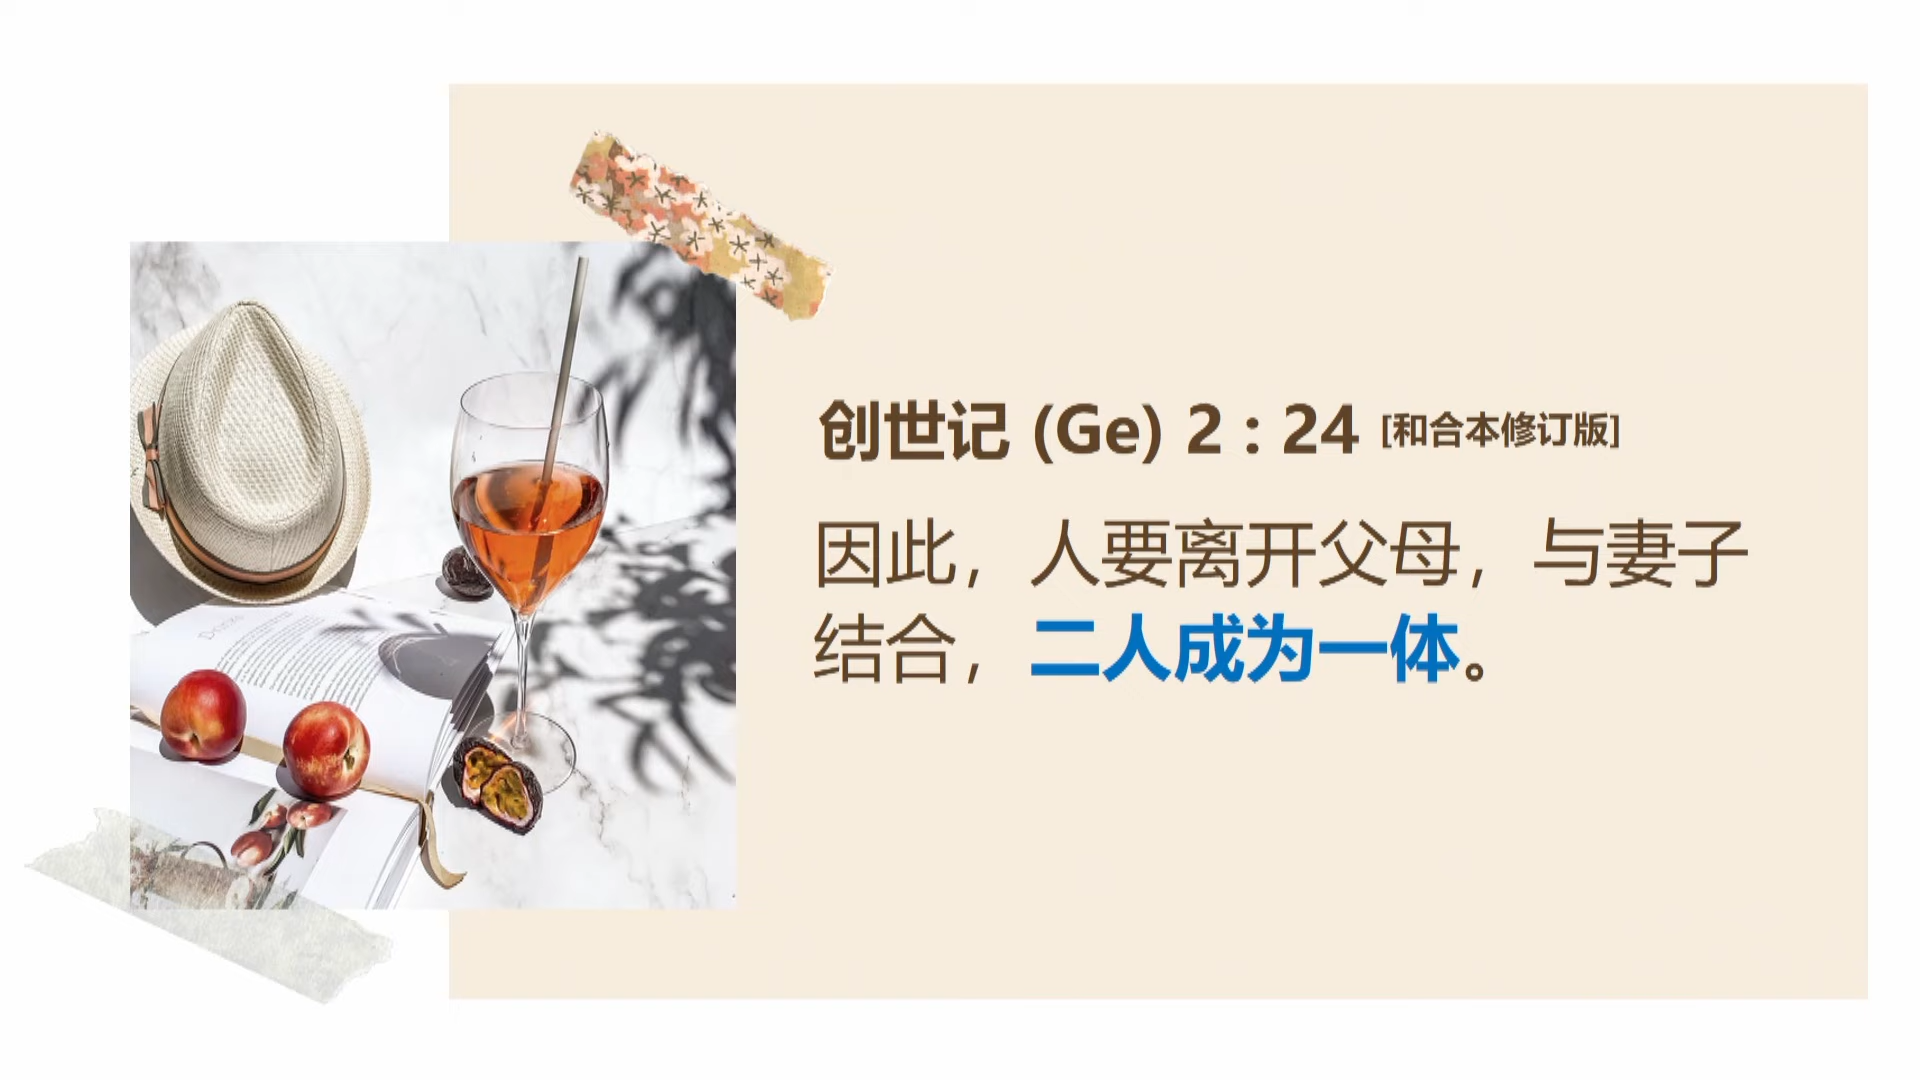 创世记 (Ge) 2：24 [和合本修订版]
因此，人要离开父母，与妻子
结合，二人成为一体。